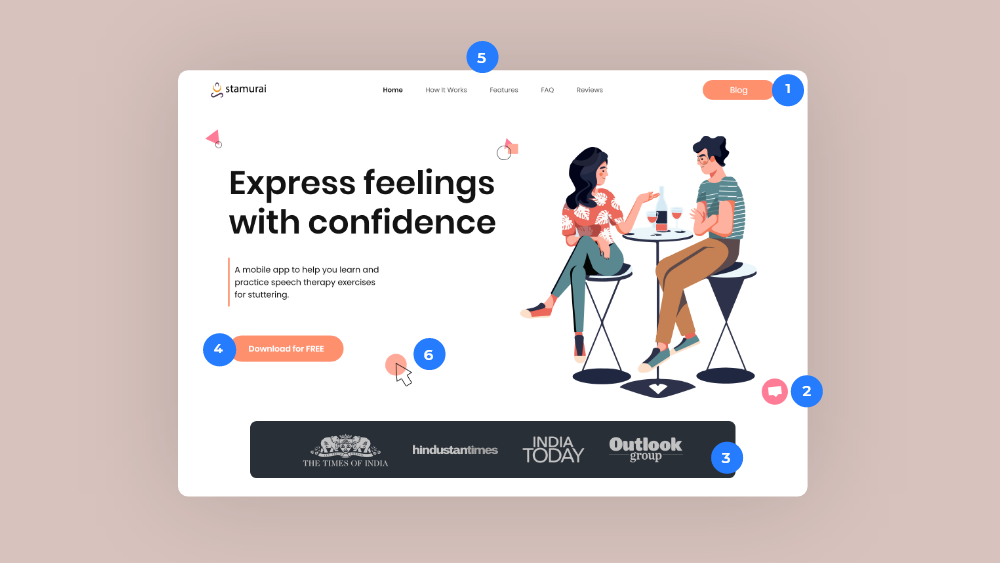 5
stamurai
Home How It Works Features FAQ Reviews Blog 1
Express feelings
with confidence
A mobile app to help you learn and
practice speech therapy exercises
for stuttering.
4 Download for FREE
6
2
THE TIMES OF INDIA
hindustantimes
INDIA
TODAY
Outlook
group
3